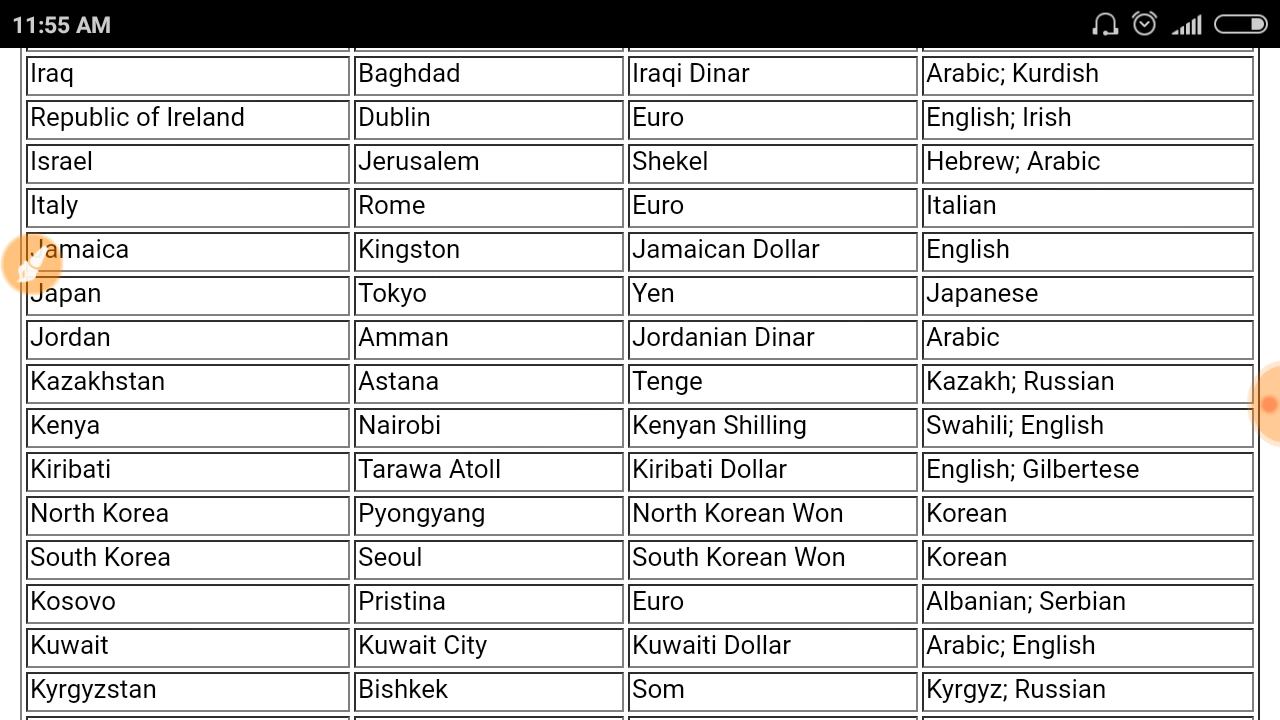 11:55 AM
Iraq Baghdad Iraqi Dinar Arabic; Kurdish
Republic of Ireland Dublin Euro English; Irish
Israel Jerusalem Shekel Hebrew; Arabic
Italy Rome Euro Italian
Jamaica Kingston Jamaican Dollar English
Japan Tokyo Yen Japanese
Jordan Amman Jordanian Dinar Arabic
Kazakhstan Astana Tenge Kazakh; Russian
Kenya Nairobi Kenyan Shilling Swahili; English
Kiribati Tarawa Atoll Kiribati Dollar English; Gilbertese
North Korea Pyongyang North Korean Won Korean
South Korea Seoul South Korean Won Korean
Kosovo Pristina Euro Albanian; Serbian
Kuwait Kuwait City Kuwaiti Dollar Arabic; English
Kyrgyzstan Bishkek Som Kyrgyz; Russian